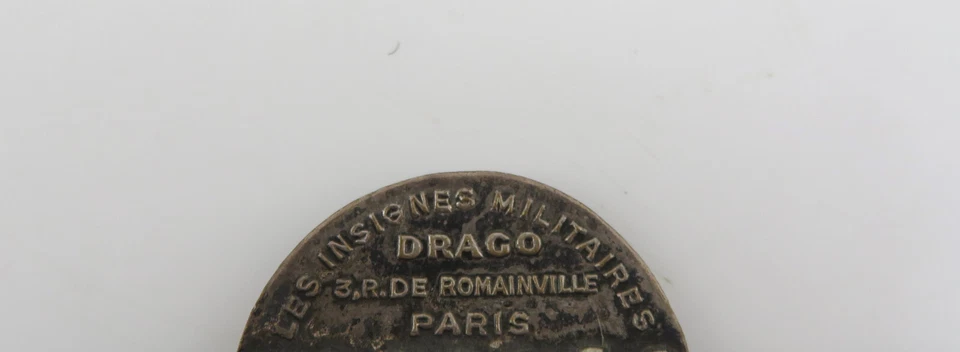 LES INSIGNES MILITAIRES
DRAGO
3,R.DE ROMAINVILLE
PARIS